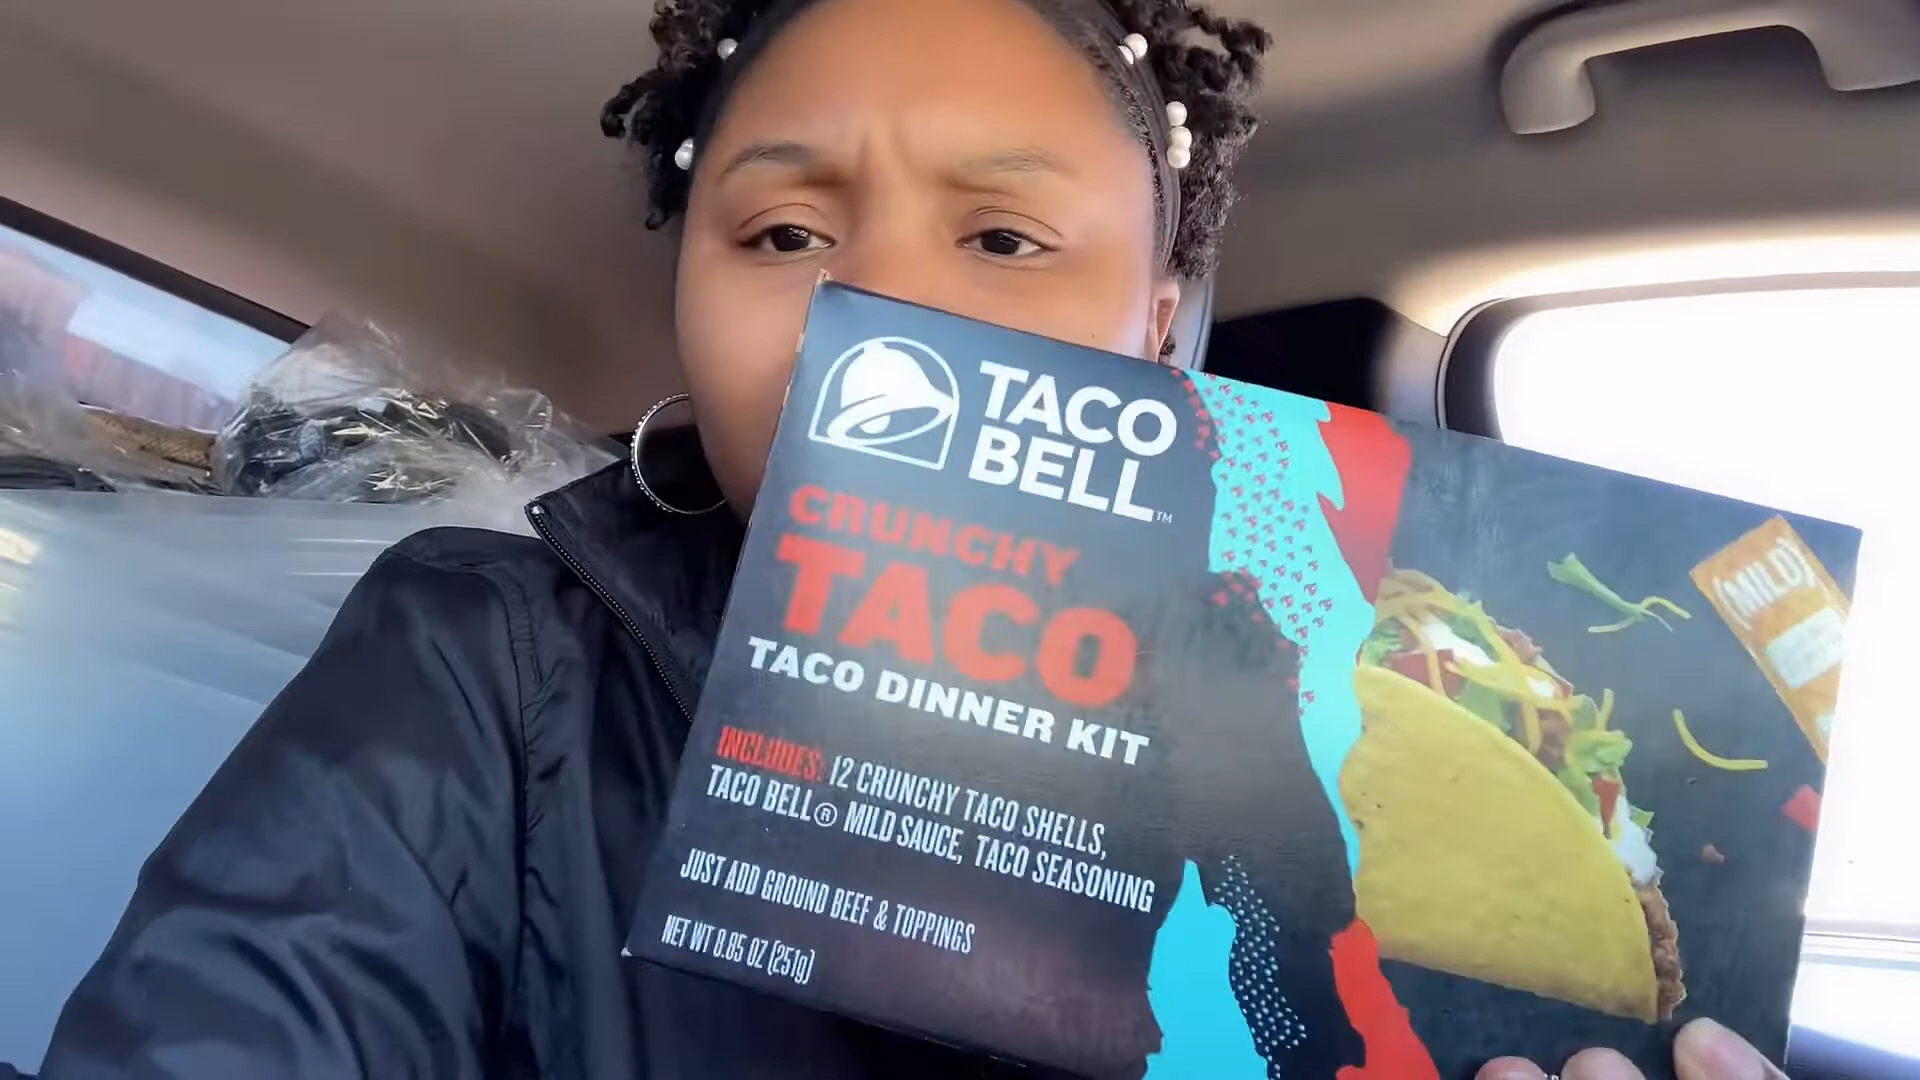 TACO
BELL™
CRUNCHY
TACO
TACO DINNER KIT
INCLUDES: 12 CRUNCHY TACO SHELLS,
TACO BELL® MILD SAUCE, TACO SEASONING
JUST ADD GROUND BEEF & TOPPINGS
NET WT 8.85 OZ (251g)
(MILD)